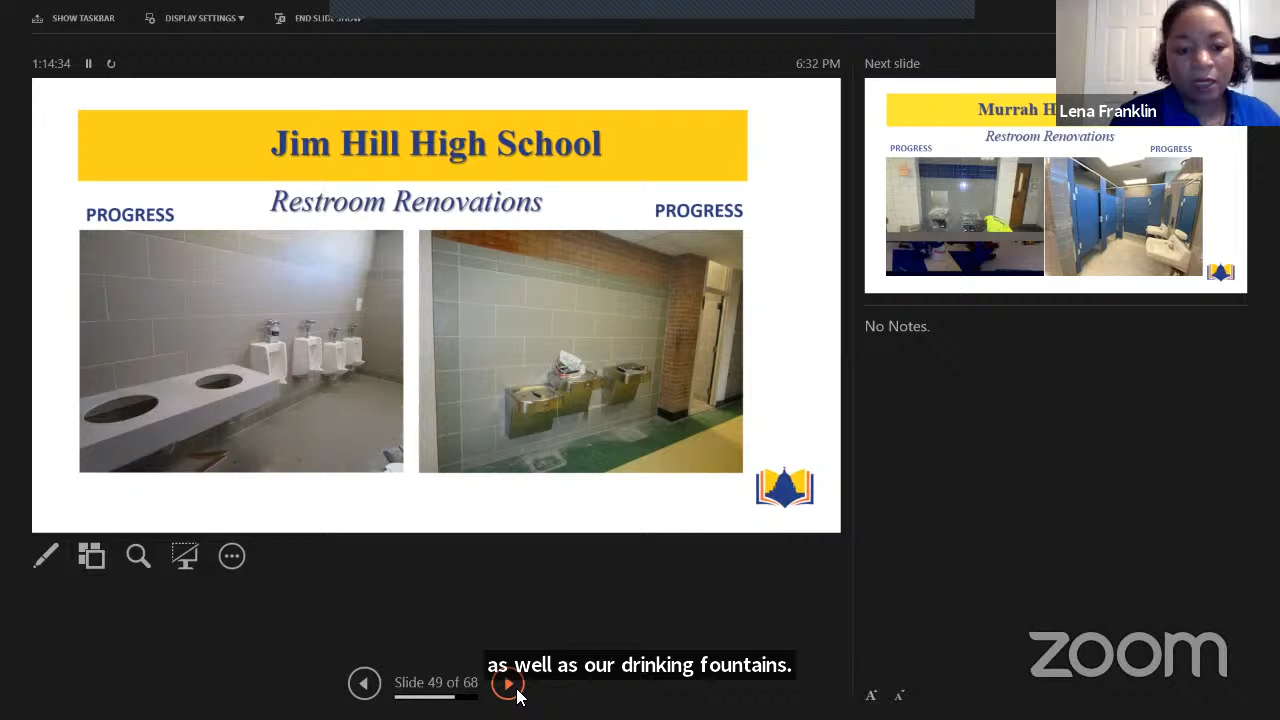 SHOW TASKBAR
DISPLAY SETTINGS ▼
END SLIDE SHOW
1:14:34
6:32 PM
Next slide
Jim Hill High School
Restroom Renovations
PROGRESS
PROGRESS
Murrah H
Lena Franklin
Restroom Renovations
PROGRESS
PROGRESS
No Notes.
as well as our drinking fountains.
Slide 49 of 68
zoom
A A